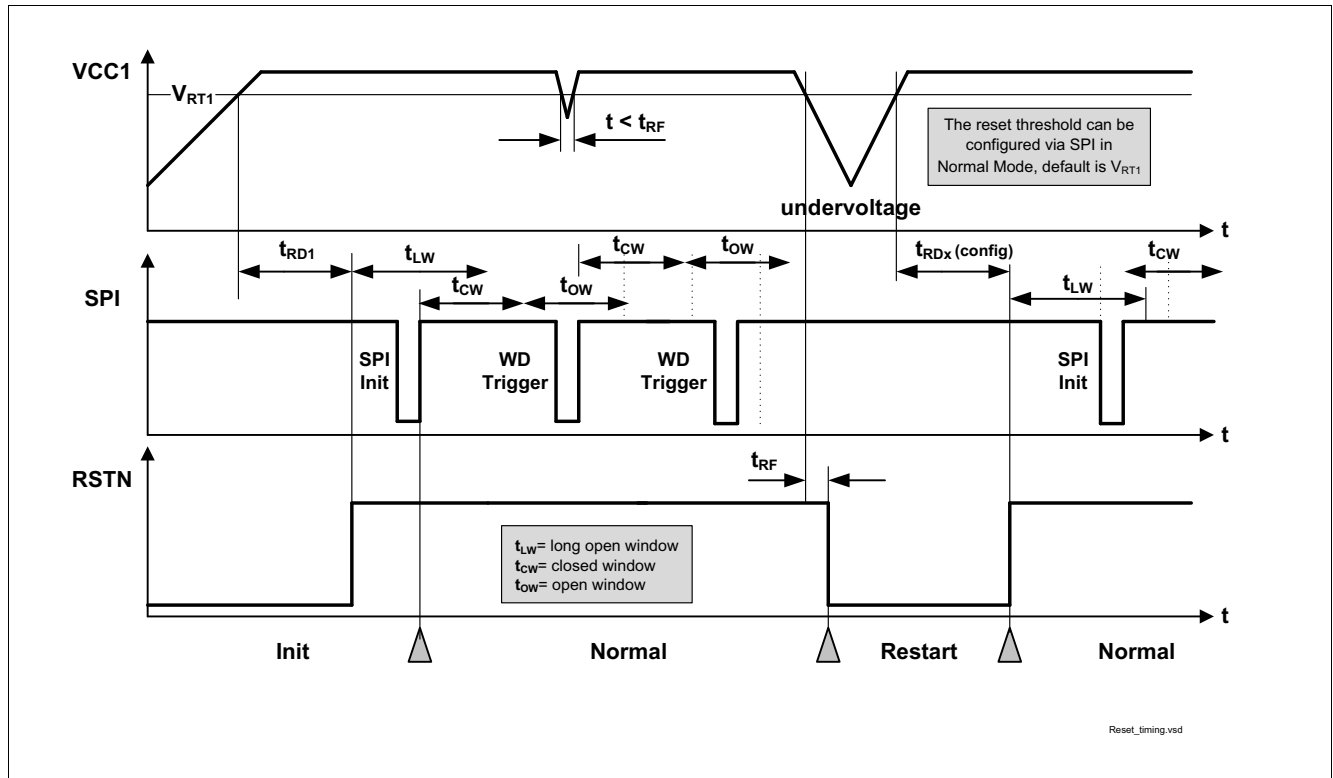 VCC1
VRT1
t < tRF
The reset threshold can be
configured via SPI in
Normal Mode, default is VRT1
undervoltage
t
tRD1
tLW
tCW
tOW
tRDx (config)
tCW
SPI
tCW
tOW
tLW
SPI
Init
WD
Trigger
WD
Trigger
SPI
Init
t
RSTN
tRF
tLW= long open window
tCW= closed window
tOW= open window
t
Init
Normal
Restart
Normal
Reset_timing.vsd